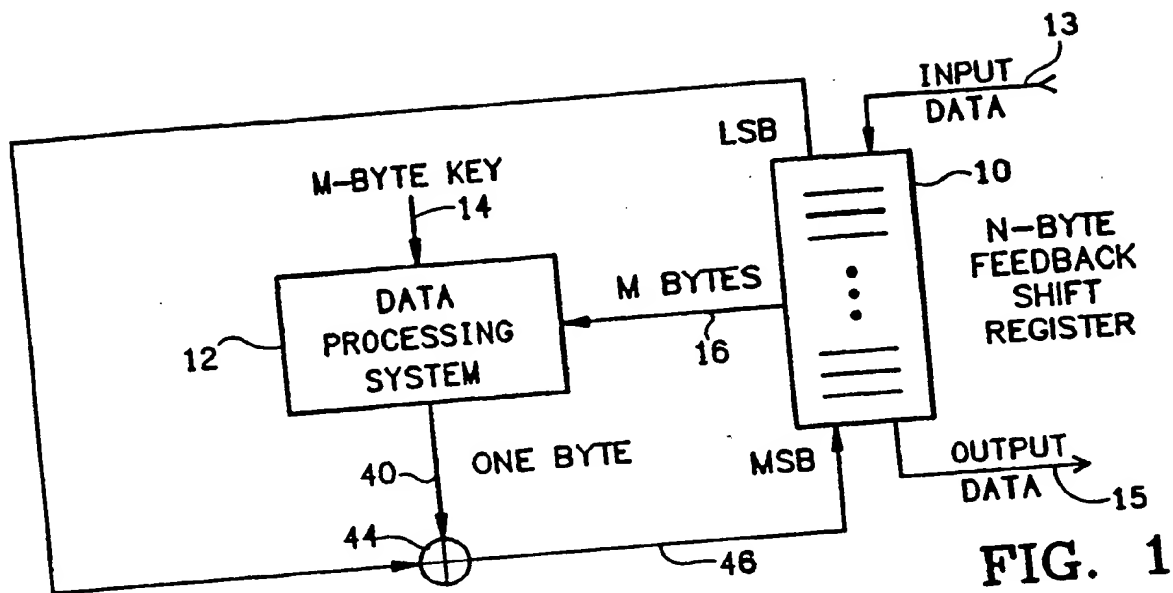 13
INPUT
DATA
LSB
10
M-BYTE KEY
14
N-BYTE
FEEDBACK
SHIFT
REGISTER
M BYTES
16
DATA
PROCESSING
SYSTEM
12
40
ONE BYTE
MSB
OUTPUT
DATA
15
44
46
FIG. 1